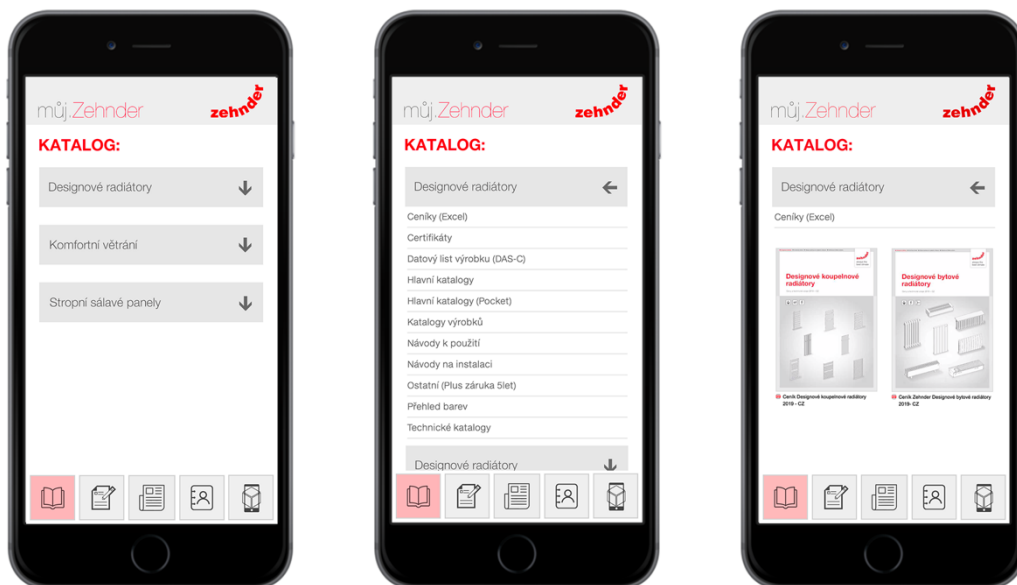 můj.Zehnder
zehnder
KATALOG:
Designové radiátory
Komfortní větrání
Stropní sálavé panely
můj.Zehnder
zehnder
KATALOG:
Designové radiátory
Ceníky (Excel)
Certifikáty
Datový list výrobku (DAS-C)
Hlavní katalogy
Hlavní katalogy (Pocket)
Katalogy výrobků
Návody k použití
Návody na instalaci
Ostatní (Plus záruka 5let)
Přehled barev
Technické katalogy
Designové radiátory
můj.Zehnder
zehnder
KATALOG:
Designové radiátory
Ceníky (Excel)
Designové koupelnové
radiátory
Ceník Designové koupelnové radiátory
2019 - CZ
Designové bytové
radiátory
Ceník Zehnder Designové bytové radiátory
2019- CZ